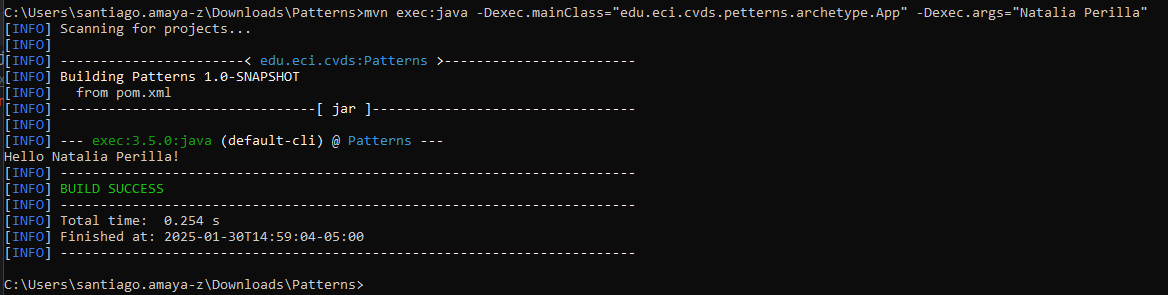 C:\Users\santiago.amaya-z\Downloads\Patterns>mvn exec:java -Dexec.mainClass="edu.eci.cvds.petterns.archetype.App" -Dexec.args="Natalia Perilla"
[INFO] Scanning for projects...
[INFO]
[INFO] -----------------------< edu.eci.cvds:Patterns >------------------------
[INFO] Building Patterns 1.0-SNAPSHOT
[INFO]   from pom.xml
[INFO] --------------------------------[ jar ]---------------------------------
[INFO]
[INFO] --- exec:3.5.0:java (default-cli) @ Patterns ---
Hello Natalia Perilla!
[INFO] ------------------------------------------------------------------------
[INFO] BUILD SUCCESS
[INFO] ------------------------------------------------------------------------
[INFO] Total time:  0.254 s
[INFO] Finished at: 2025-01-30T14:59:04-05:00
[INFO] ------------------------------------------------------------------------
C:\Users\santiago.amaya-z\Downloads\Patterns>